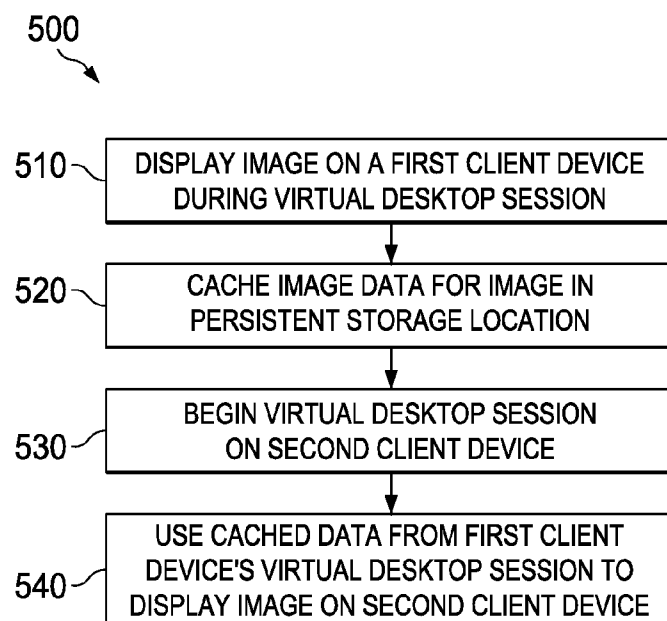 500
510
DISPLAY IMAGE ON A FIRST CLIENT DEVICE
DURING VIRTUAL DESKTOP SESSION
520
CACHE IMAGE DATA FOR IMAGE IN
PERSISTENT STORAGE LOCATION
530
BEGIN VIRTUAL DESKTOP SESSION
ON SECOND CLIENT DEVICE
540
USE CACHED DATA FROM FIRST CLIENT
DEVICE'S VIRTUAL DESKTOP SESSION TO
DISPLAY IMAGE ON SECOND CLIENT DEVICE